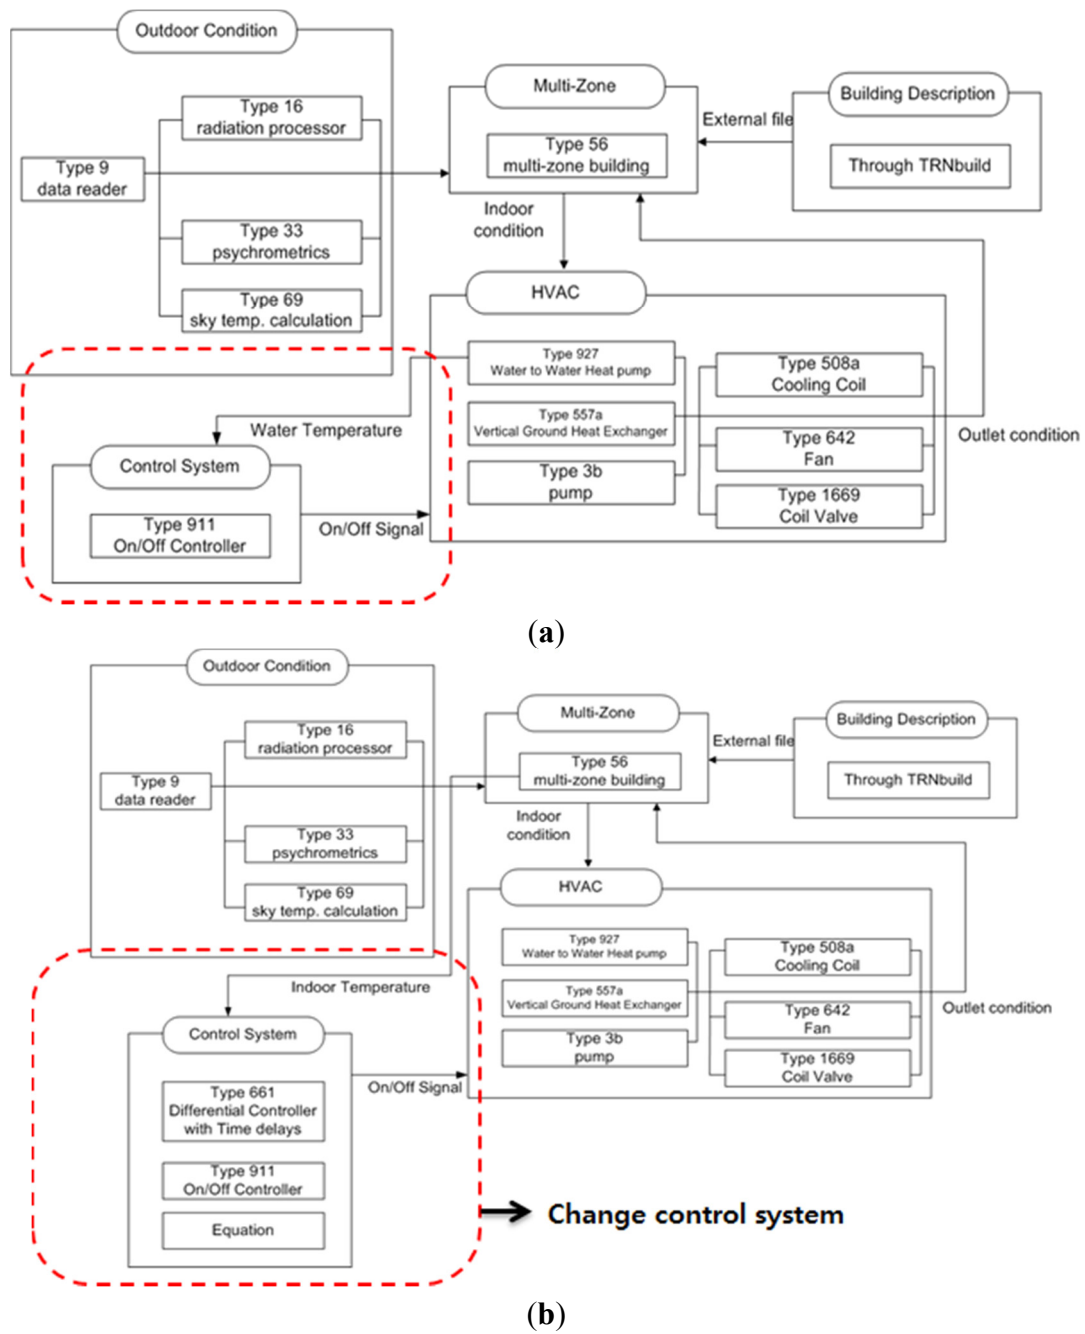 Outdoor Condition
Type 16
radiation processor
Type 9
data reader
Type 33
psychrometrics
Type 69
sky temp. calculation
Multi-Zone
Type 56
multi-zone building
External file
Building Description
Through TRNbuild
Indoor
condition
HVAC
Type 927
Water to Water Heat pump
Type 557a
Vertical Ground Heat Exchanger
Type 3b
pump
Type 508a
Cooling Coil
Type 642
Fan
Type 1669
Coil Valve
Outlet condition
Water Temperature
Control System
Type 911
On/Off Controller
On/Off Signal
(a)
Outdoor Condition
Type 16
radiation processor
Type 9
data reader
Type 33
psychrometrics
Type 69
sky temp. calculation
Multi-Zone
Type 56
multi-zone building
External file
Building Description
Through TRNbuild
Indoor
condition
HVAC
Type 927
Water to Water Heat pump
Type 557a
Vertical Ground Heat Exchanger
Type 3b
pump
Type 508a
Cooling Coil
Type 642
Fan
Type 1669
Coil Valve
Outlet condition
Indoor Temperature
Control System
Type 661
Differential Controller
with Time delays
Type 911
On/Off Controller
Equation
On/Off Signal
Change control system
(b)